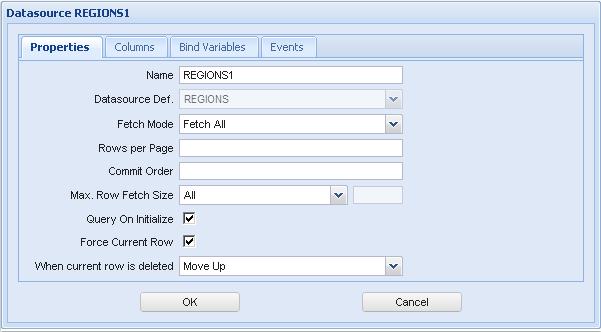 Datasource REGIONS1
Properties Columns Bind Variables Events
Name REGIONS1
Datasource Def. REGIONS
Fetch Mode Fetch All
Rows per Page
Commit Order
Max. Row Fetch Size All
Query On Initialize
Force Current Row
When current row is deleted Move Up
OK Cancel